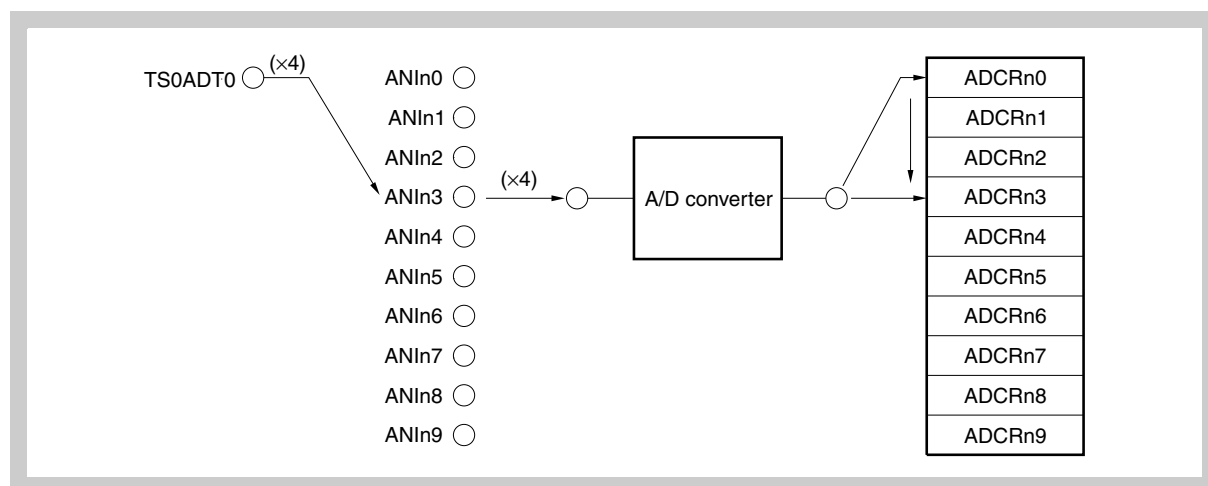 TS0ADT0
(×4)
ANIn0
ANIn1
ANIn2
ANIn3
ANIn4
ANIn5
ANIn6
ANIn7
ANIn8
ANIn9
(×4)
A/D converter
ADCRn0
ADCRn1
ADCRn2
ADCRn3
ADCRn4
ADCRn5
ADCRn6
ADCRn7
ADCRn8
ADCRn9